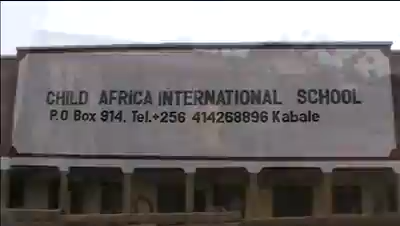 CHILD AFRICA INTERNATIONAL SCHOOL
P.O Box 914. Tel.+256 414268896 Kabale